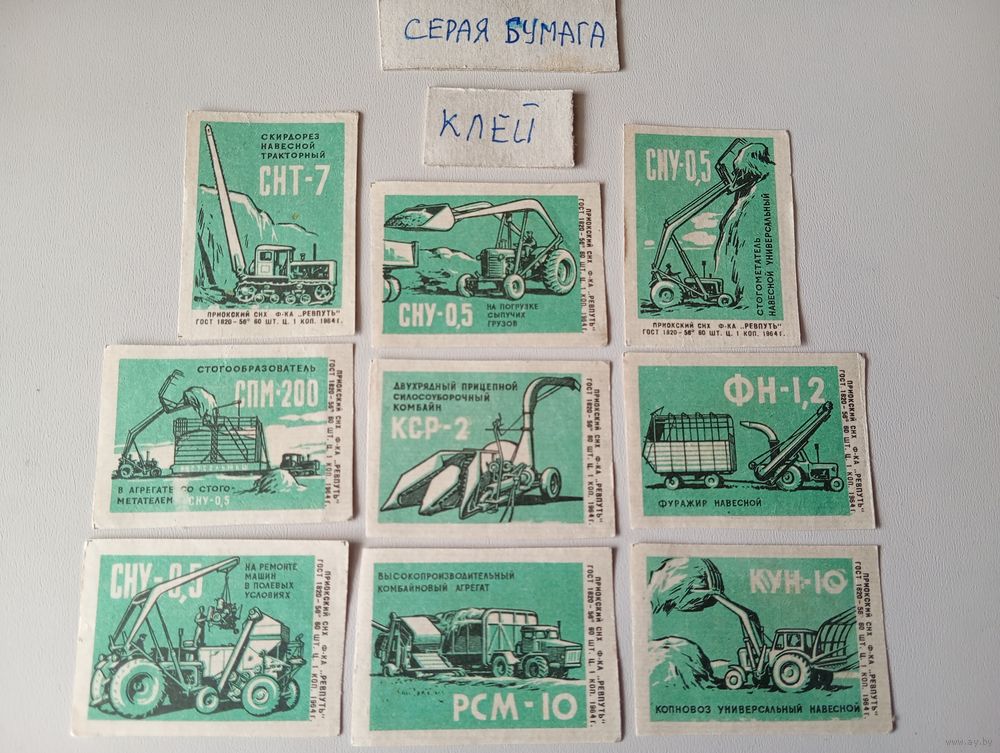 СЕРАЯ БУМАГА
КЛЕЙ
СКИРДОРЕЗ
НАВЕСНОЙ
ТРАКТОРНЫЙ
СНТ-7
ПРИОКСКИЙ СНХ Ф-КА „РЕВПУТЬ"
ГОСТ 1820-56* 60 ШТ. Ц. 1 КОП. 1964 г.
СНУ-0,5
НА ПОГРУЗКЕ
СЫПУЧИХ
ГРУЗОВ
ПРИОКСКИЙ СНХ Ф-КА „РЕВПУТЬ"
ГОСТ 1820-56* 60 ШТ. Ц. 1 КОП. 1964 г.
СНУ-0,5
СТОГОМЕТАТЕЛЬ
НАВЕСНОЙ УНИВЕРСАЛЬНЫЙ
ПРИОКСКИЙ СНХ Ф-КА „РЕВПУТЬ"
ГОСТ 1820-56* 60 ШТ. Ц. 1 КОП. 1964 г.
СТОГООБРАЗОВАТЕЛЬ
СПМ-200
В АГРЕГАТЕ СО СТОГО-
МЕТАТЕЛЕМ СНУ-0,5
ПРИОКСКИЙ СНХ Ф-КА „РЕВПУТЬ"
ГОСТ 1820-56* 60 ШТ. Ц. 1 КОП. 1964 г.
ДВУХРЯДНЫЙ ПРИЦЕПНОЙ
СИЛОСОУБОРОЧНЫЙ
КОМБАЙН
КСР-2
ПРИОКСКИЙ СНХ Ф-КА „РЕВПУТЬ"
ГОСТ 1820-56* 60 ШТ. Ц. 1 КОП. 1964 г.
ФН-1,2
ФУРАЖИР НАВЕСНОЙ
ПРИОКСКИЙ СНХ Ф-КА „РЕВПУТЬ"
ГОСТ 1820-56* 60 ШТ. Ц. 1 КОП. 1964 г.
СНУ-0,5
НА РЕМОНТЕ
МАШИН
В ПОЛЕВЫХ
УСЛОВИЯХ
ПРИОКСКИЙ СНХ Ф-КА „РЕВПУТЬ"
ГОСТ 1820-56* 60 ШТ. Ц. 1 КОП. 1964 г.
ВЫСОКОПРОИЗВОДИТЕЛЬНЫЙ
КОМБАЙНОВЫЙ АГРЕГАТ
РСМ-10
ПРИОКСКИЙ СНХ Ф-КА „РЕВПУТЬ"
ГОСТ 1820-56* 60 ШТ. Ц. 1 КОП. 1964 г.
КУН-10
КОПНОВОЗ УНИВЕРСАЛЬНЫЙ НАВЕСНОЙ
ПРИОКСКИЙ СНХ Ф-КА „РЕВПУТЬ"
ГОСТ 1820-56* 60 ШТ. Ц. 1 КОП. 1964 г.
www.ay.by